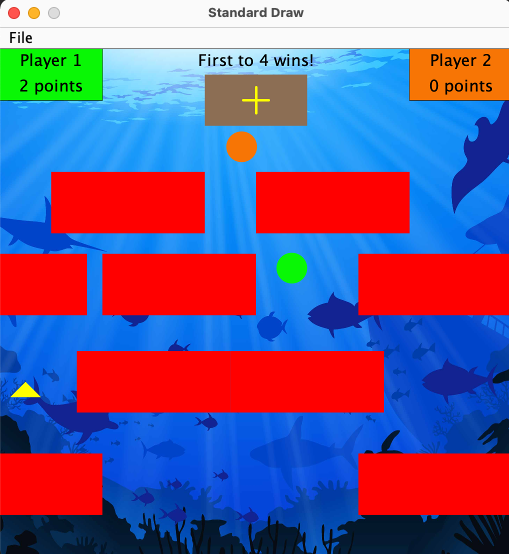 Standard Draw
File
Player 1
2 points
First to 4 wins!
Player 2
0 points